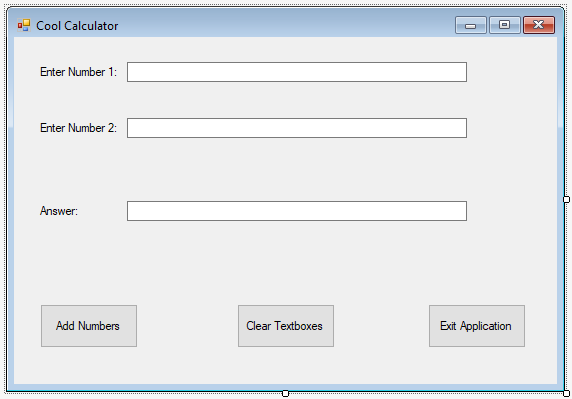 Cool Calculator
Enter Number 1:
Enter Number 2:
Answer:
Add Numbers
Clear Textboxes
Exit Application